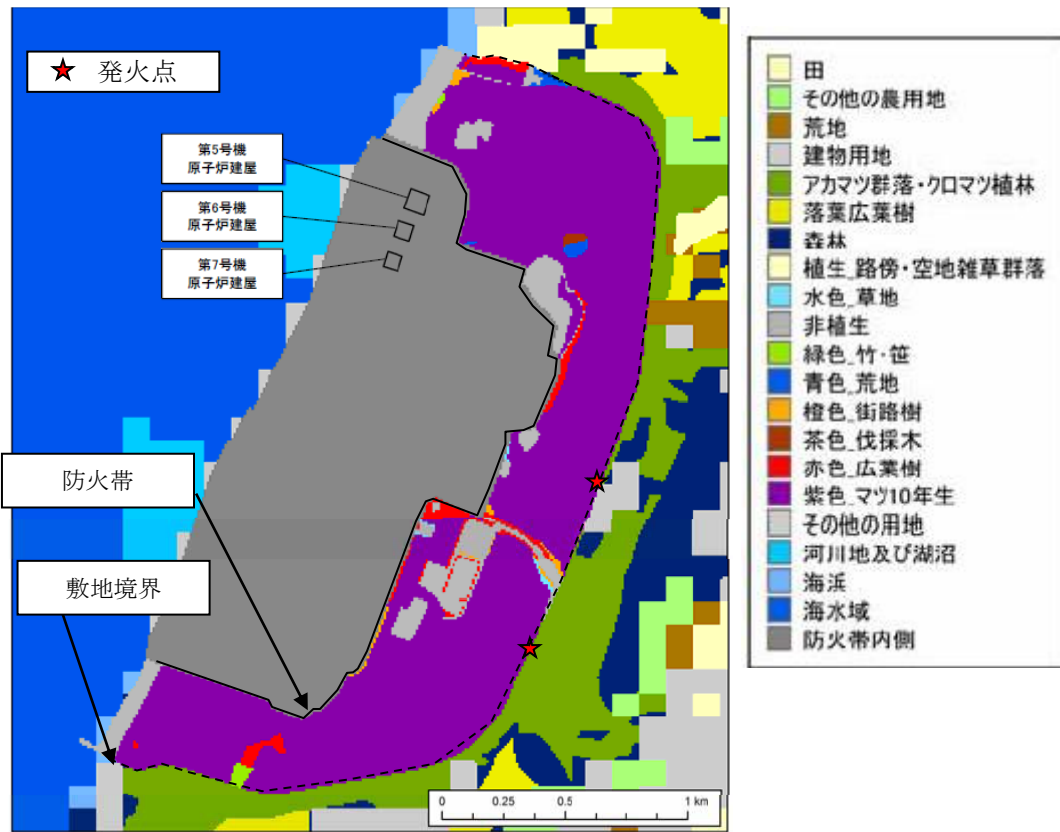 発火点
第5号機
原子炉建屋
第6号機
原子炉建屋
第7号機
原子炉建屋
防火帯
敷地境界
0 0.25 0.5 1 km
田
その他の農用地
荒地
建物用地
アカマツ群落・クロマツ植林
落葉広葉樹
森林
植生_路傍・空地雑草群落
水色_草地
非植生
緑色_竹・笹
青色_荒地
橙色_街路樹
茶色_伐採木
赤色_広葉樹
紫色_マツ10年生
その他の用地
河川地及び湖沼
海浜
海水域
防火帯内側